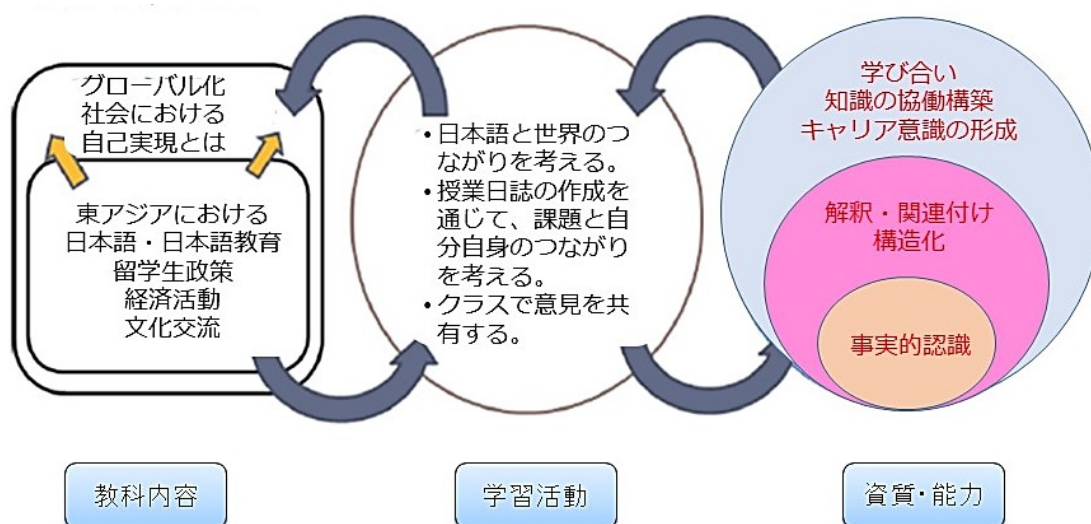 グローバル化
社会における
自己実現とは
東アジアにおける
日本語・日本語教育
留学生政策
経済活動
文化交流
・日本語と世界のつ
ながりを考える。
・授業日誌の作成を
通じて、課題と自
分自身のつながり
を考える。
・クラスで意見を共
有する。
学び合い
知識の協働構築
キャリア意識の形成
解釈・関連付け
構造化
事実的認識
教科内容
学習活動
資質・能力